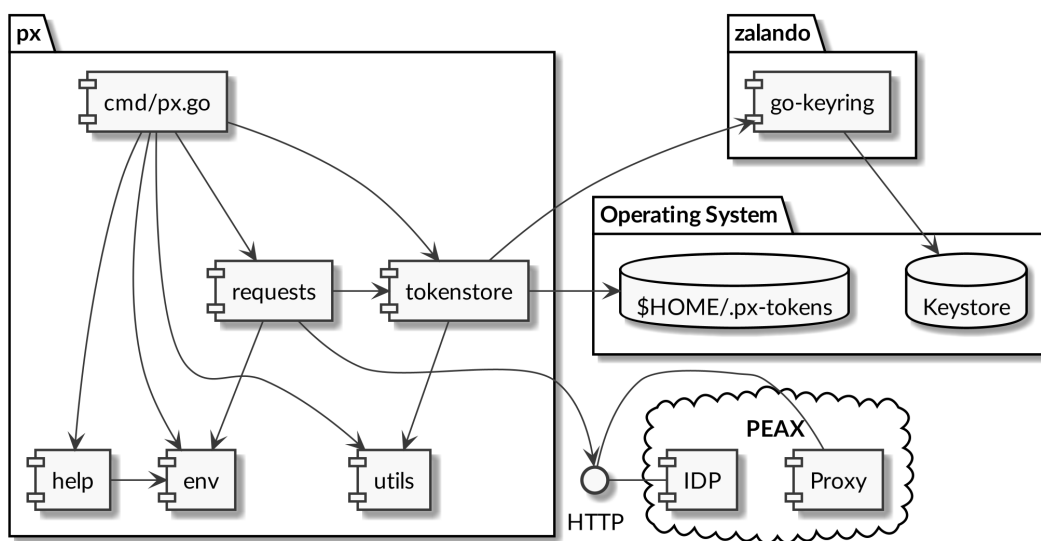 px
zalando
cmd/px.go
go-keyring
Operating System
requests
tokenstore
$HOME/.px-tokens
Keystore
PEAX
help
env
utils
IDP
Proxy
HTTP